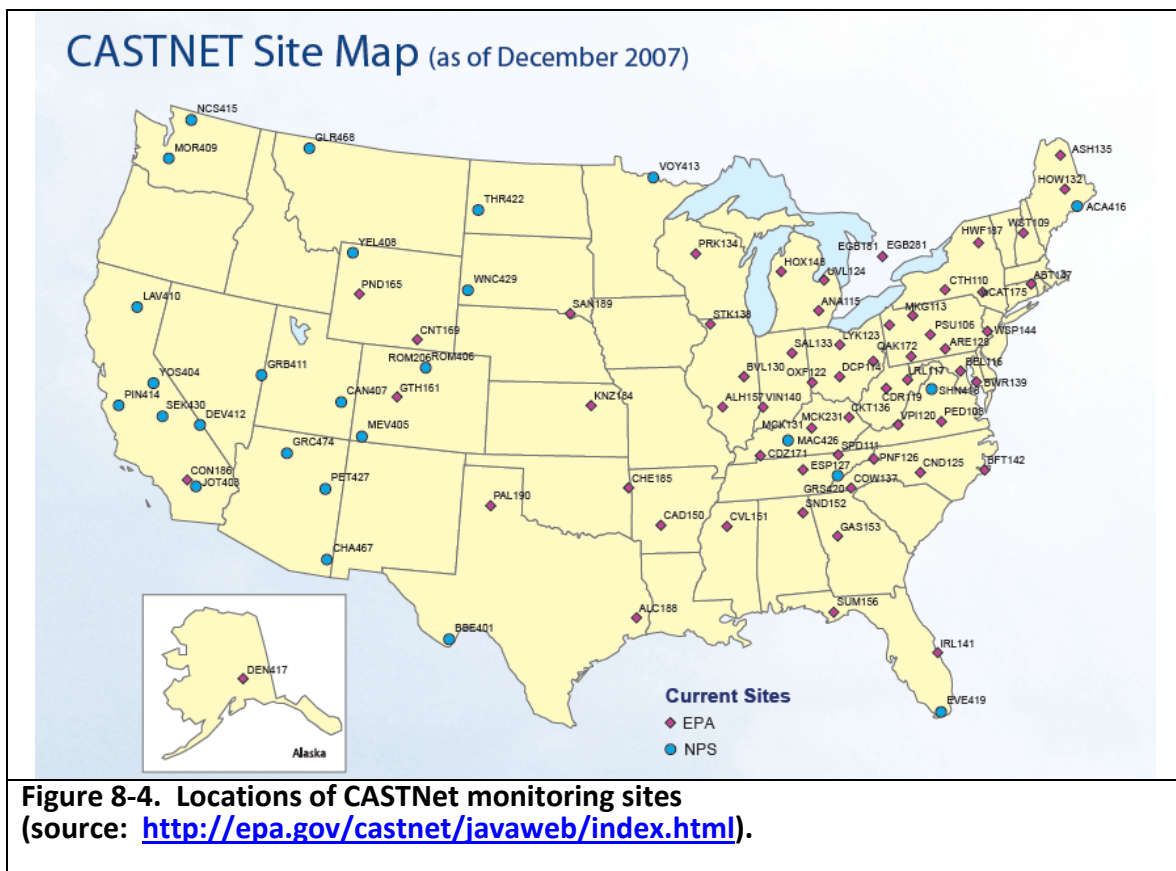 CASTNET Site Map (as of December 2007)
NCS415
MOR409
GLR468
VOY413
ASH135
HOW132
ACA416
THR422
YEL408
PRK134
EGB181 EGB281
HWF187
WST109
HOX148
UVL124
PND165
WNC429
CTH110
ABT147
CAT175
LAV410
SAN189
ANA115
STK138
MKG113
CNT169
LYK123
PSU106
WSP144
ROM206 ROM406
SAL133
QAK172
ARE128
GRB411
YOS404
BVL130
OXF122
DCP114
LRL117
BEL116
PIN414
SEK430
DEV412
CAN407
GTH161
KNZ184
BWR139
SHN418
CDR119
ALH157
VIN140
CKT136
MCK231
VPI120
PED108
MEV405
MCK131
MAC426
GRC474
CDZ171
SPD111
PNF126
CON186
JOT403
PET427
PAL190
CHE185
ESP127
CND125
BFT142
GRS420
COW137
CAD150
CVL151
SND152
GAS153
CHA467
ALC188
SUM156
BBE401
IRL141
DEN417
Alaska
Current Sites
EPA
NPS
EVE419
Figure 8-4. Locations of CASTNet monitoring sites
(source: http://epa.gov/castnet/javaweb/index.html).